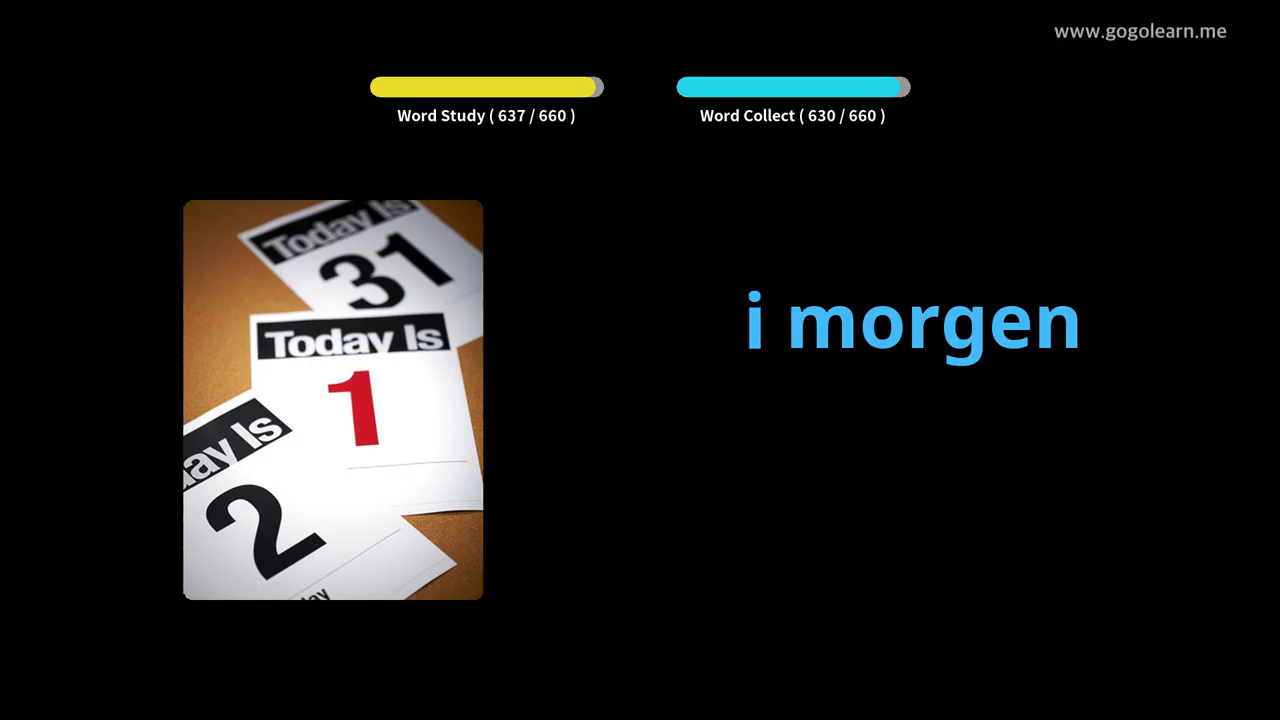 www.gogolearn.me
Word Study ( 637 / 660 )
Word Collect ( 630 / 660 )
Today Is
31
Today Is
1
i morgen
ay Is
2